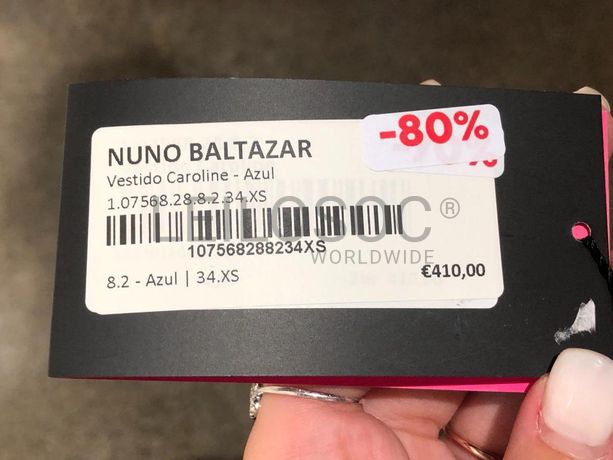 -80%
%
NUNO BALTAZAR
Vestido Caroline - Azul
1.07568.28.8.2.34.XS
®
WORLDWIDE
107568288234XS
8.2 - Azul | 34.XS
€410,00